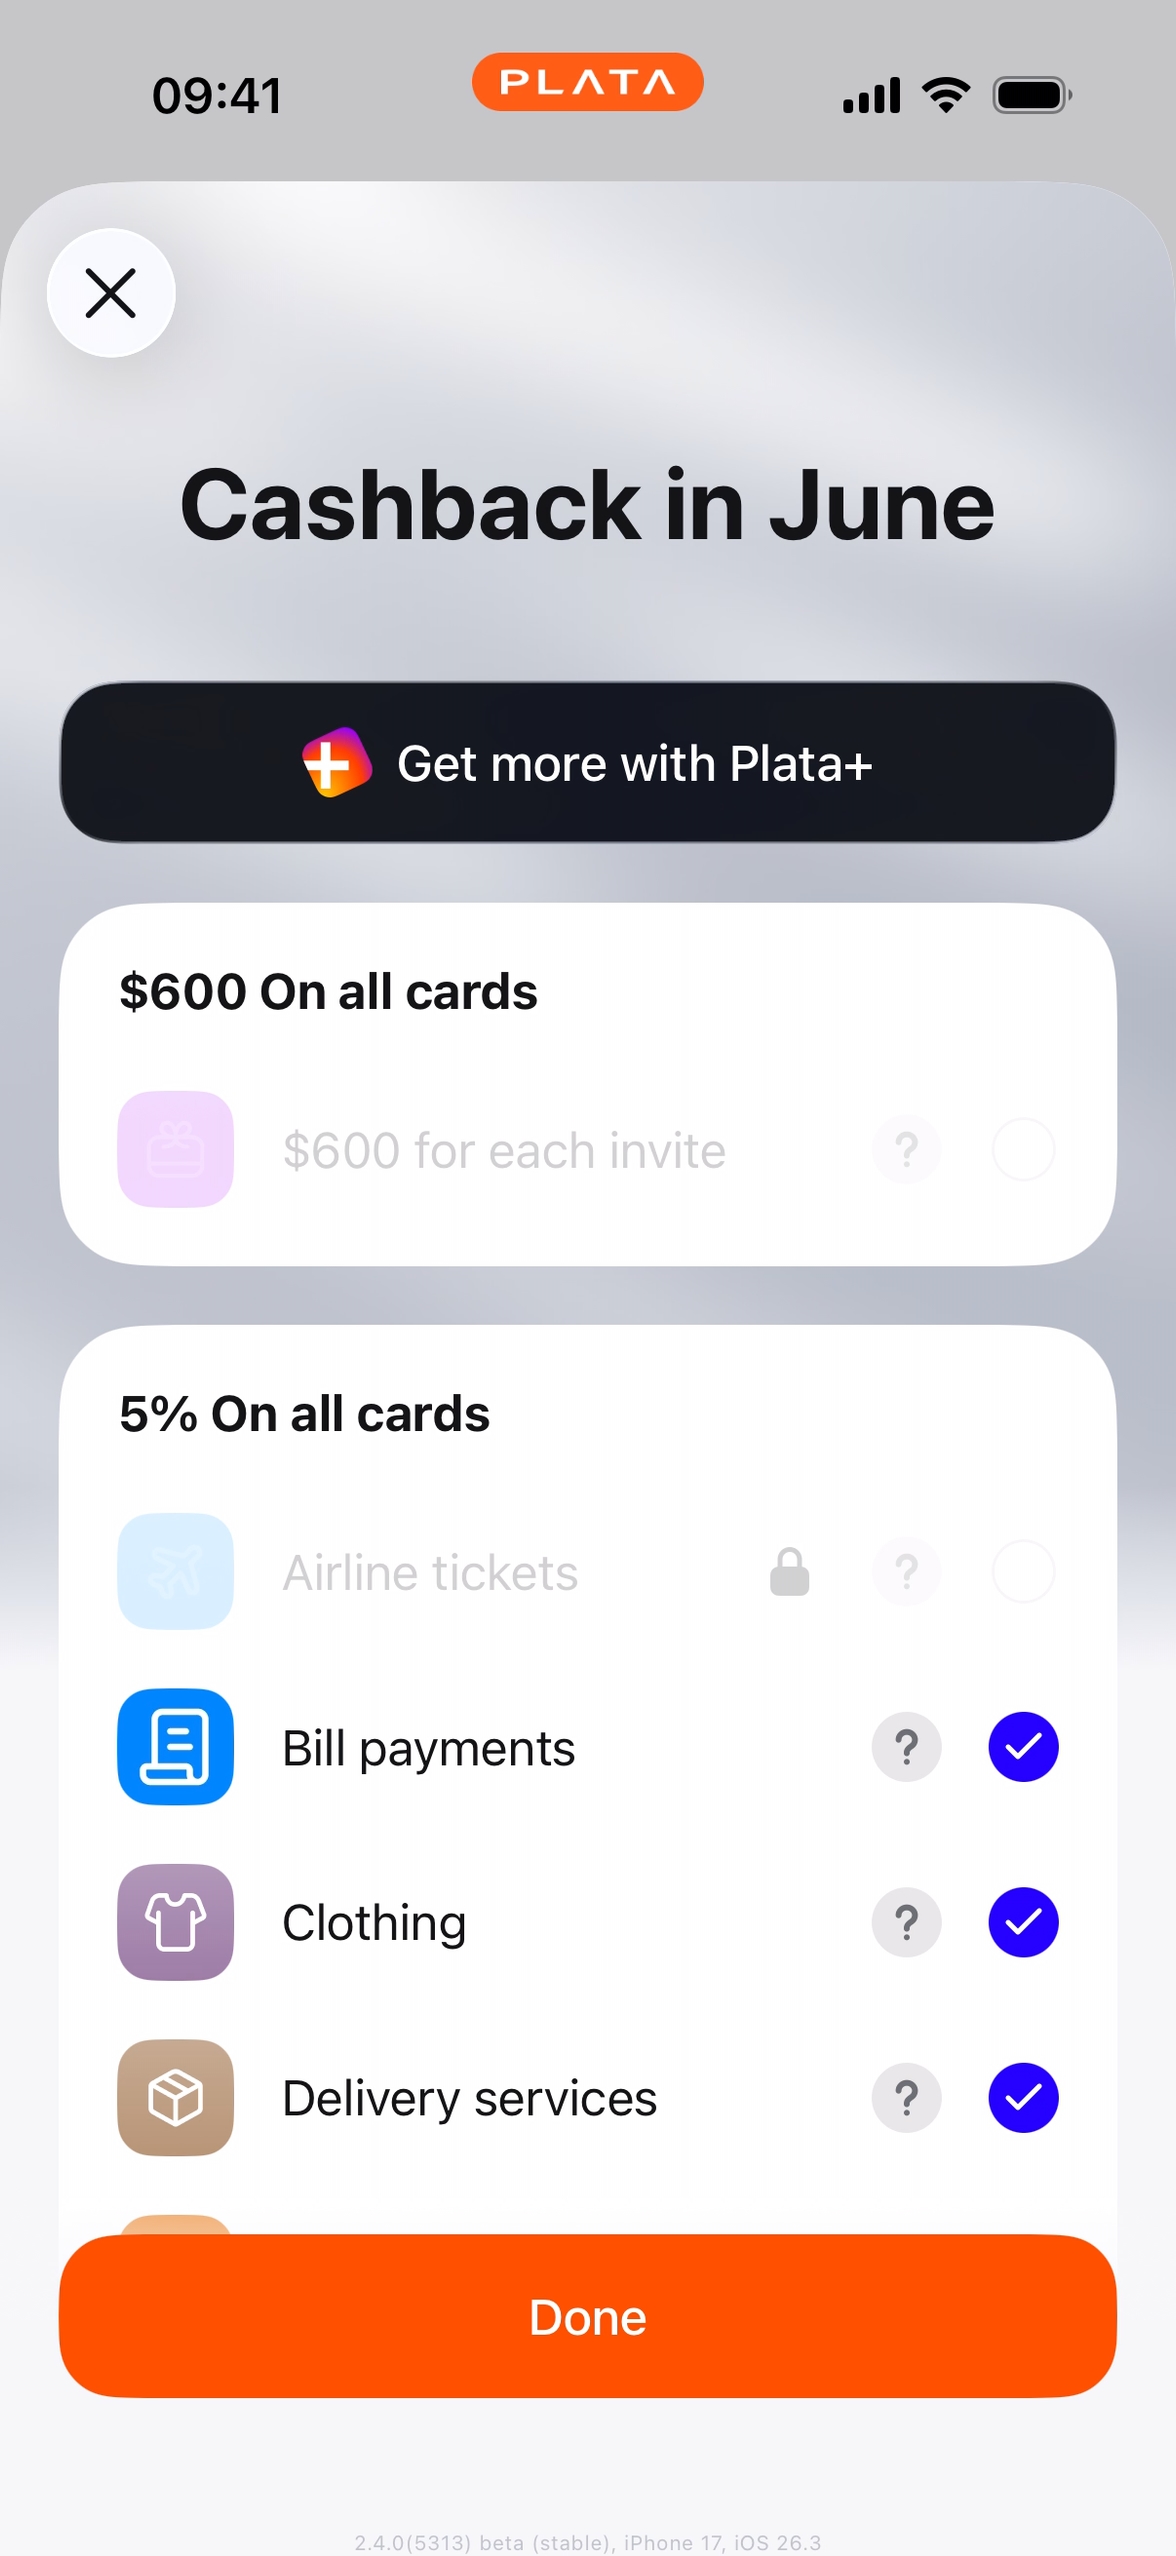 09:41
PLATA
Cashback in June
Get more with Plata+
$600 On all cards
$600 for each invite
?
5% On all cards
Airline tickets
?
Bill payments
?
Clothing
?
Delivery services
?
Done
2.4.0(5313) beta (stable), iPhone 17, iOS 26.3